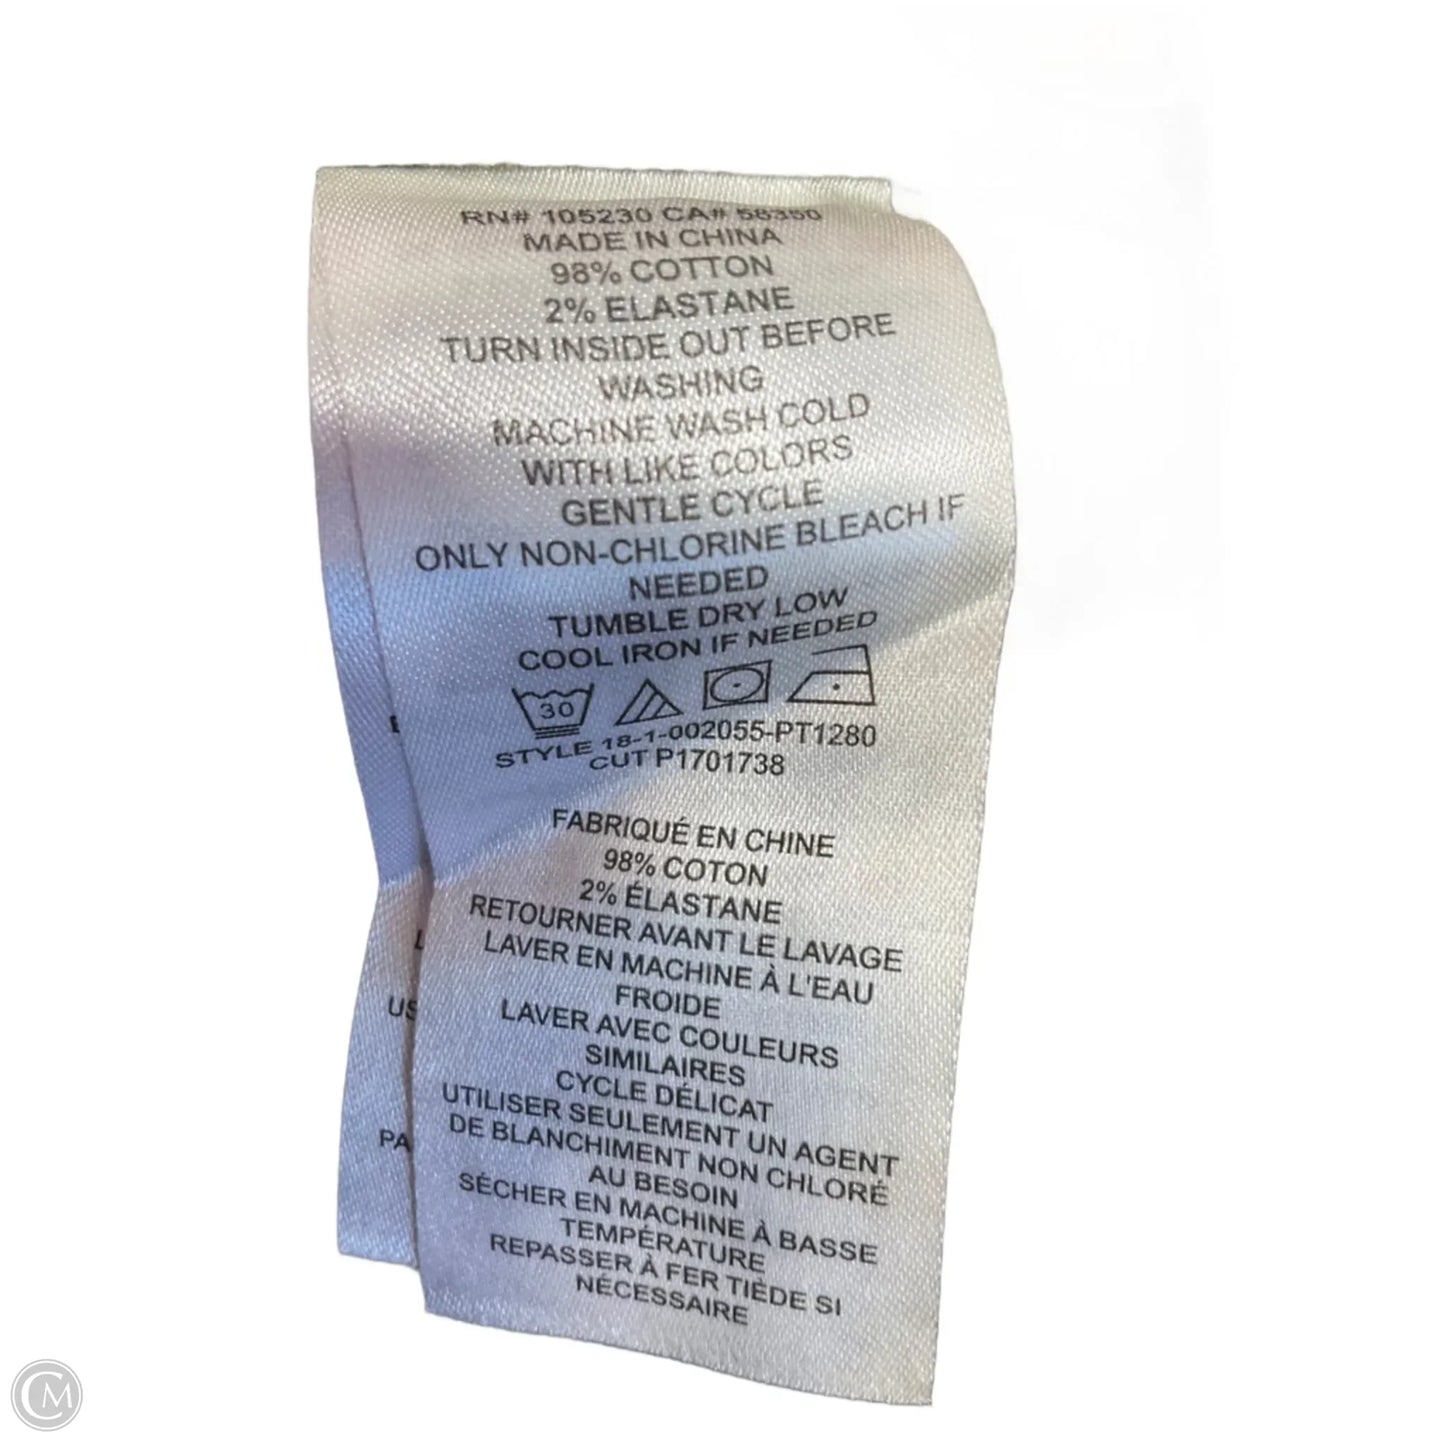 RN# 105230 CA# 58350
MADE IN CHINA
98% COTTON
2% ELASTANE
TURN INSIDE OUT BEFORE
WASHING
MACHINE WASH COLD
WITH LIKE COLORS
GENTLE CYCLE
ONLY NON-CHLORINE BLEACH IF
NEEDED
TUMBLE DRY LOW
COOL IRON IF NEEDED
30
STYLE 18-1-002055-PT1280
CUT P1701738
FABRIQUÉ EN CHINE
98% COTON
2% ÉLASTANE
RETOURNER AVANT LE LAVAGE
LAVER EN MACHINE À L'EAU
FROIDE
LAVER AVEC COULEURS
SIMILAIRES
CYCLE DÉLICAT
UTILISER SEULEMENT UN AGENT
DE BLANCHIMENT NON CHLORÉ
AU BESOIN
SÉCHER EN MACHINE À BASSE
TEMPÉRATURE
REPASSER À FER TIÈDE SI
NÉCESSAIRE
US
PA
CM